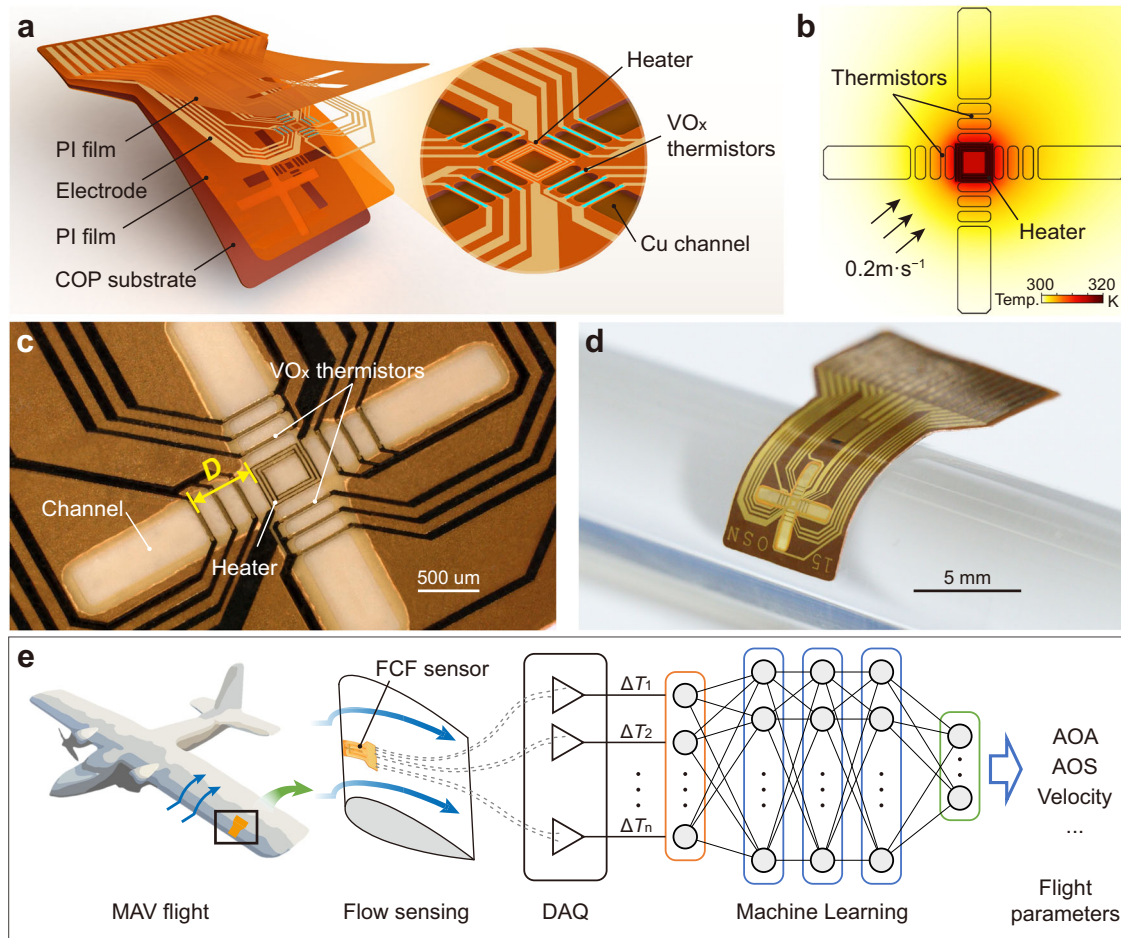 a
Heater
VOx
thermistors
PI film
Electrode
PI film
Cu channel
COP substrate
b
Thermistors
Heater
0.2m·s⁻¹
300 320
Temp. K
c
VOx thermistors
D
Channel
Heater
500 um
d
15 OSN
5 mm
e
FCF sensor
ΔT1
ΔT2
ΔTn
AOA
AOS
Velocity
...
MAV flight
Flow sensing
DAQ
Machine Learning
Flight
parameters